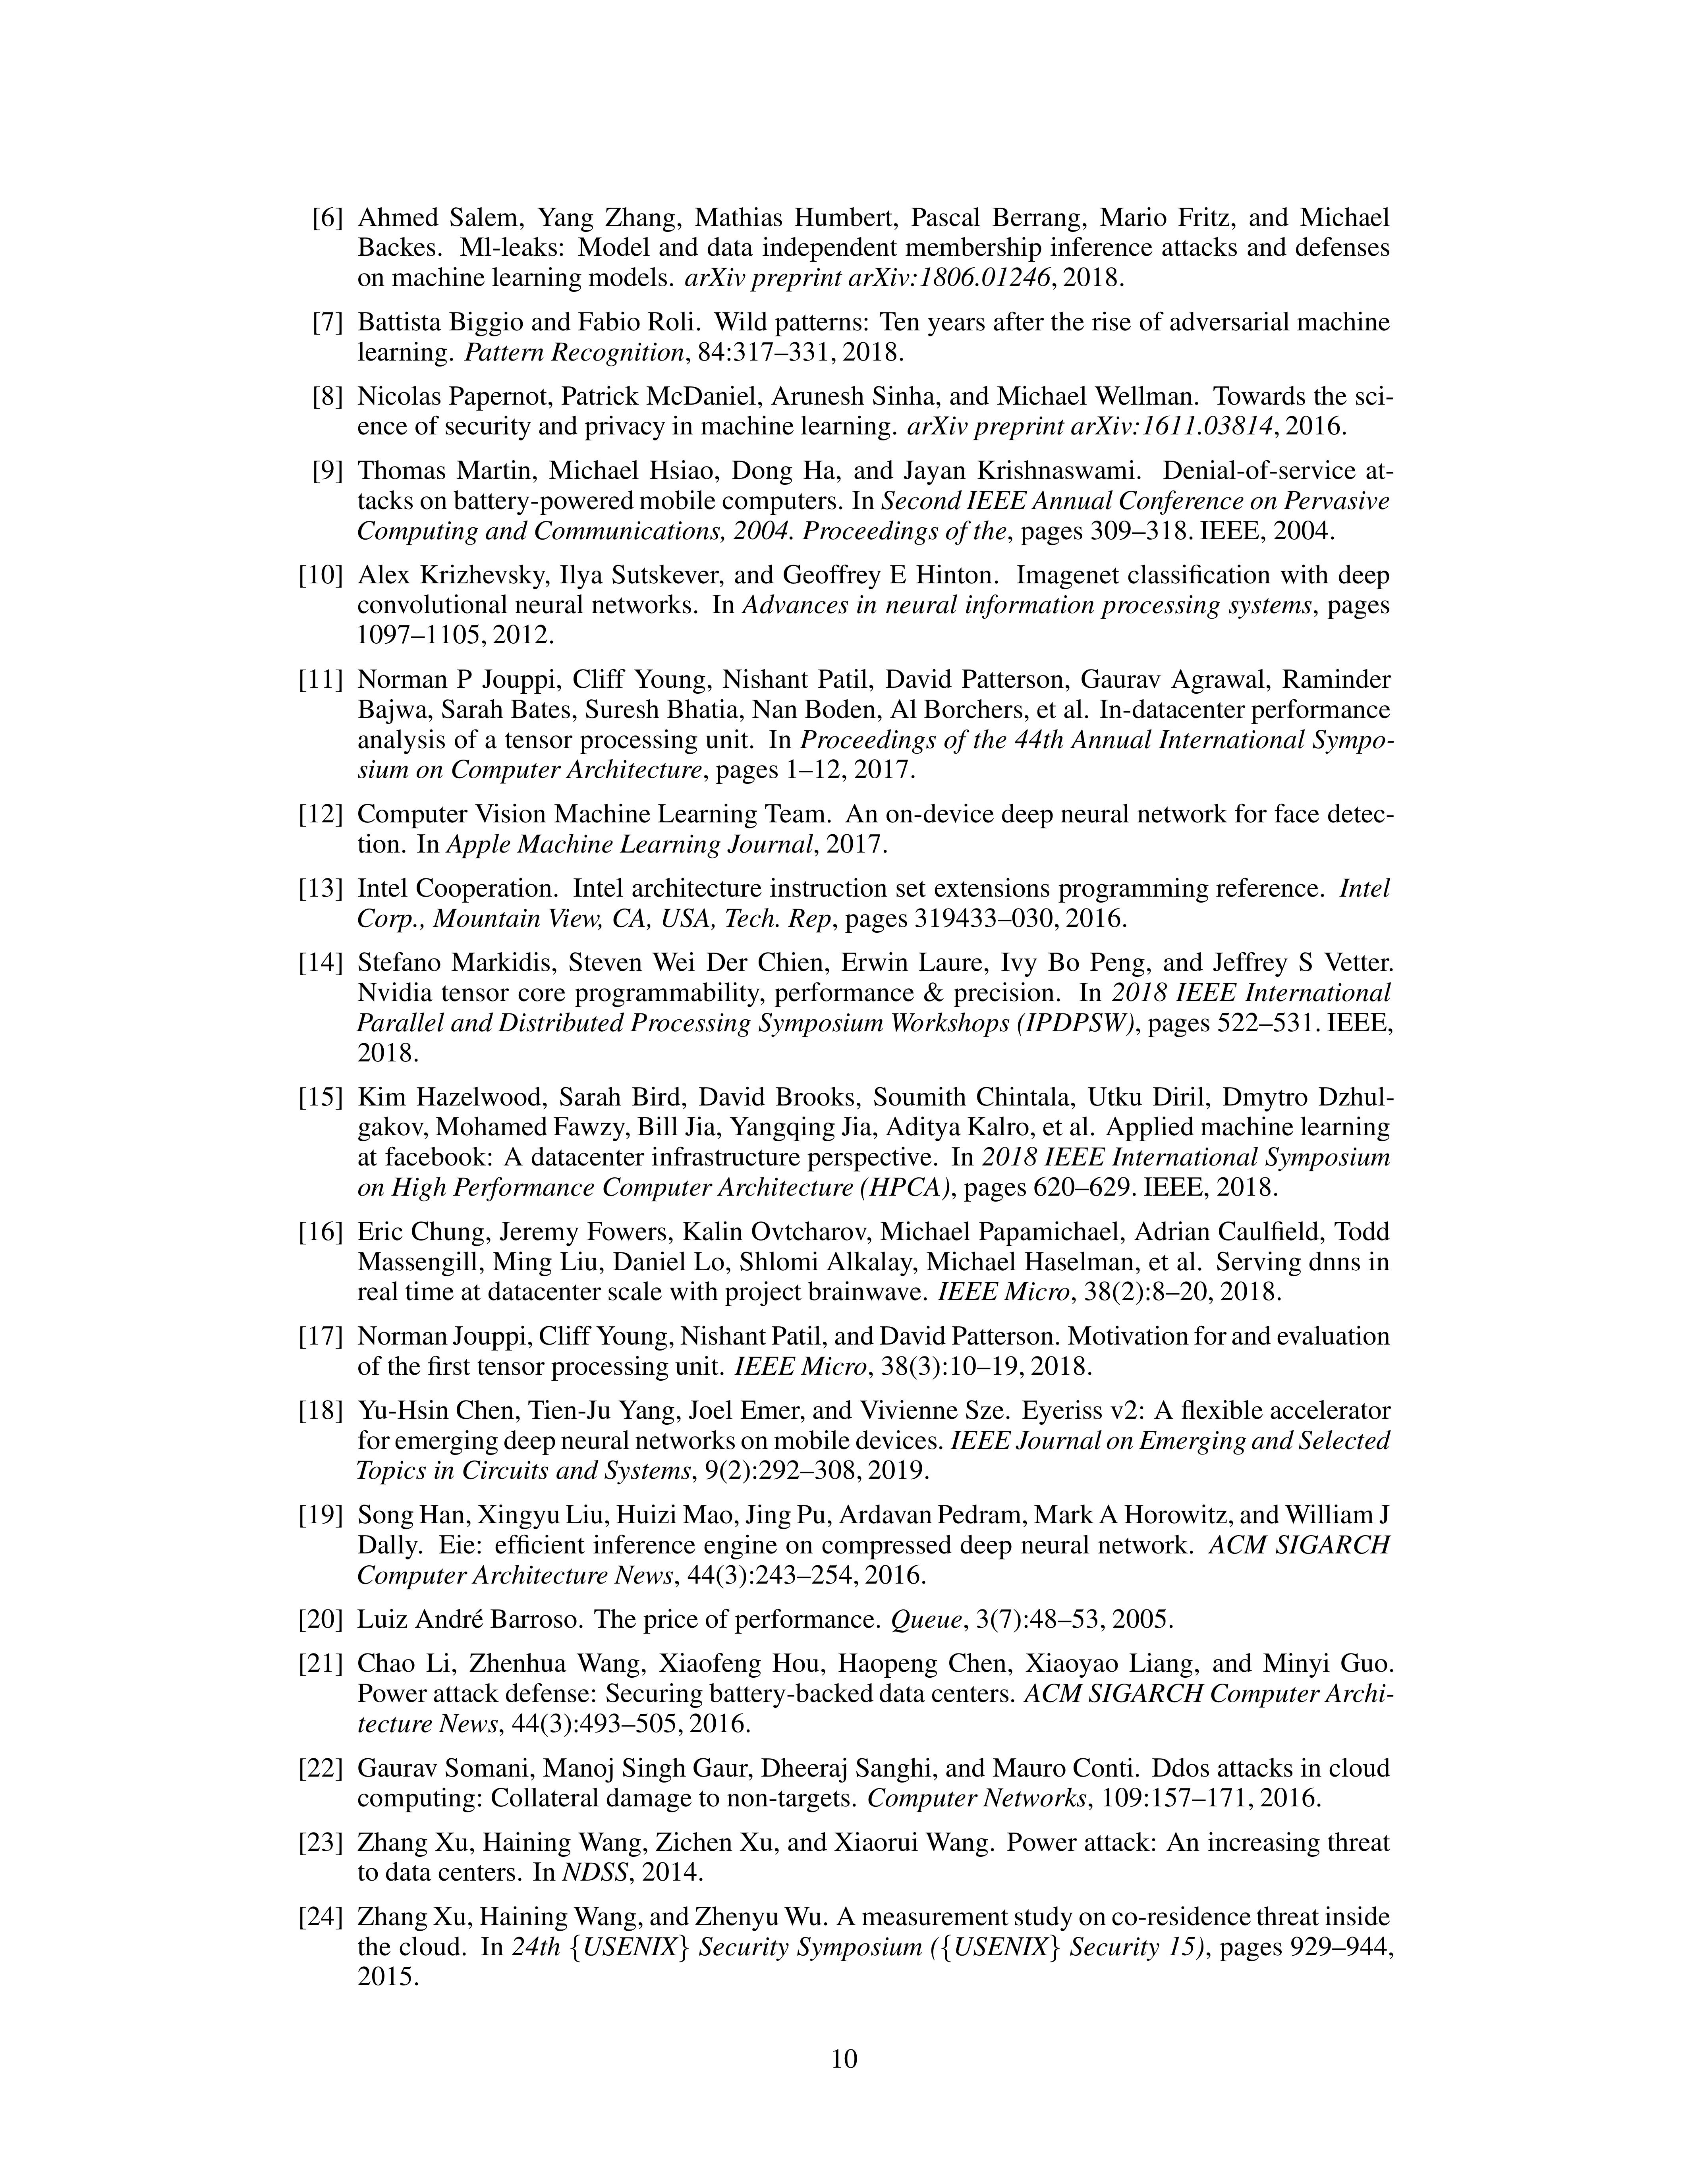 [6] Ahmed Salem, Yang Zhang, Mathias Humbert, Pascal Berrang, Mario Fritz, and Michael
Backes. Ml-leaks: Model and data independent membership inference attacks and defenses
on machine learning models. arXiv preprint arXiv:1806.01246, 2018.
[7] Battista Biggio and Fabio Roli. Wild patterns: Ten years after the rise of adversarial machine
learning. Pattern Recognition, 84:317–331, 2018.
[8] Nicolas Papernot, Patrick McDaniel, Arunesh Sinha, and Michael Wellman. Towards the sci-
ence of security and privacy in machine learning. arXiv preprint arXiv:1611.03814, 2016.
[9] Thomas Martin, Michael Hsiao, Dong Ha, and Jayan Krishnaswami. Denial-of-service at-
tacks on battery-powered mobile computers. In Second IEEE Annual Conference on Pervasive
Computing and Communications, 2004. Proceedings of the, pages 309–318. IEEE, 2004.
[10] Alex Krizhevsky, Ilya Sutskever, and Geoffrey E Hinton. Imagenet classification with deep
convolutional neural networks. In Advances in neural information processing systems, pages
1097–1105, 2012.
[11] Norman P Jouppi, Cliff Young, Nishant Patil, David Patterson, Gaurav Agrawal, Raminder
Bajwa, Sarah Bates, Suresh Bhatia, Nan Boden, Al Borchers, et al. In-datacenter performance
analysis of a tensor processing unit. In Proceedings of the 44th Annual International Sympo-
sium on Computer Architecture, pages 1–12, 2017.
[12] Computer Vision Machine Learning Team. An on-device deep neural network for face detec-
tion. In Apple Machine Learning Journal, 2017.
[13] Intel Cooperation. Intel architecture instruction set extensions programming reference. Intel
Corp., Mountain View, CA, USA, Tech. Rep, pages 319433–030, 2016.
[14] Stefano Markidis, Steven Wei Der Chien, Erwin Laure, Ivy Bo Peng, and Jeffrey S Vetter.
Nvidia tensor core programmability, performance & precision. In 2018 IEEE International
Parallel and Distributed Processing Symposium Workshops (IPDPSW), pages 522–531. IEEE,
2018.
[15] Kim Hazelwood, Sarah Bird, David Brooks, Soumith Chintala, Utku Diril, Dmytro Dzhul-
gakov, Mohamed Fawzy, Bill Jia, Yangqing Jia, Aditya Kalro, et al. Applied machine learning
at facebook: A datacenter infrastructure perspective. In 2018 IEEE International Symposium
on High Performance Computer Architecture (HPCA), pages 620–629. IEEE, 2018.
[16] Eric Chung, Jeremy Fowers, Kalin Ovtcharov, Michael Papamichael, Adrian Caulfield, Todd
Massengill, Ming Liu, Daniel Lo, Shlomi Alkalay, Michael Haselman, et al. Serving dnns in
real time at datacenter scale with project brainwave. IEEE Micro, 38(2):8–20, 2018.
[17] Norman Jouppi, Cliff Young, Nishant Patil, and David Patterson. Motivation for and evaluation
of the first tensor processing unit. IEEE Micro, 38(3):10–19, 2018.
[18] Yu-Hsin Chen, Tien-Ju Yang, Joel Emer, and Vivienne Sze. Eyeriss v2: A flexible accelerator
for emerging deep neural networks on mobile devices. IEEE Journal on Emerging and Selected
Topics in Circuits and Systems, 9(2):292–308, 2019.
[19] Song Han, Xingyu Liu, Huizi Mao, Jing Pu, Ardavan Pedram, Mark A Horowitz, and William J
Dally. Eie: efficient inference engine on compressed deep neural network. ACM SIGARCH
Computer Architecture News, 44(3):243–254, 2016.
[20] Luiz André Barroso. The price of performance. Queue, 3(7):48–53, 2005.
[21] Chao Li, Zhenhua Wang, Xiaofeng Hou, Haopeng Chen, Xiaoyao Liang, and Minyi Guo.
Power attack defense: Securing battery-backed data centers. ACM SIGARCH Computer Archi-
tecture News, 44(3):493–505, 2016.
[22] Gaurav Somani, Manoj Singh Gaur, Dheeraj Sanghi, and Mauro Conti. Ddos attacks in cloud
computing: Collateral damage to non-targets. Computer Networks, 109:157–171, 2016.
[23] Zhang Xu, Haining Wang, Zichen Xu, and Xiaorui Wang. Power attack: An increasing threat
to data centers. In NDSS, 2014.
[24] Zhang Xu, Haining Wang, and Zhenyu Wu. A measurement study on co-residence threat inside
the cloud. In 24th {USENIX} Security Symposium ({USENIX} Security 15), pages 929–944,
2015.
10